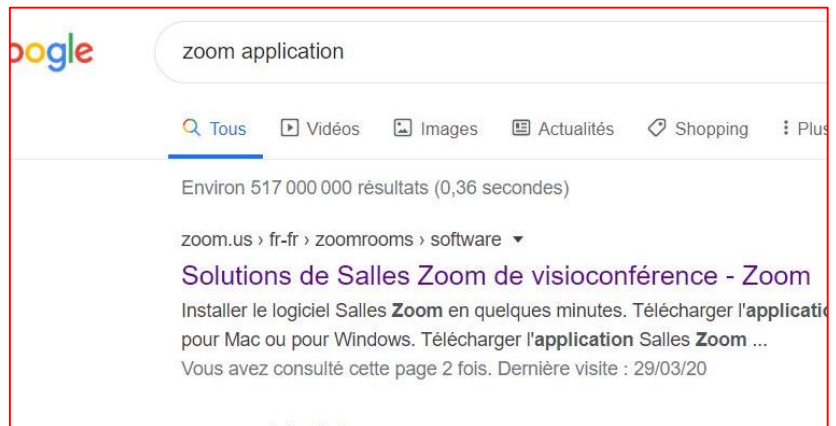 oogle
zoom application
Tous Vidéos Images Actualités Shopping Plus
Environ 517 000 000 résultats (0,36 secondes)
zoom.us › fr-fr › zoomrooms › software
Solutions de Salles Zoom de visioconférence - Zoom
Installer le logiciel Salles Zoom en quelques minutes. Télécharger l'applicatio
pour Mac ou pour Windows. Télécharger l'application Salles Zoom ...
Vous avez consulté cette page 2 fois. Dernière visite : 29/03/20